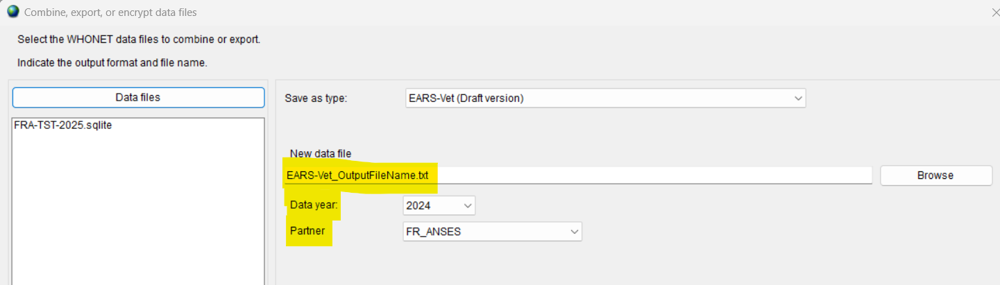 Combine, export, or encrypt data files
Select the WHONET data files to combine or export.
Indicate the output format and file name.
Data files
FRA-TST-2025.sqlite
Save as type:
EARS-Vet (Draft version)
New data file
EARS-Vet_OutputFileName.txt
Browse
Data year:
2024
Partner
FR_ANSES